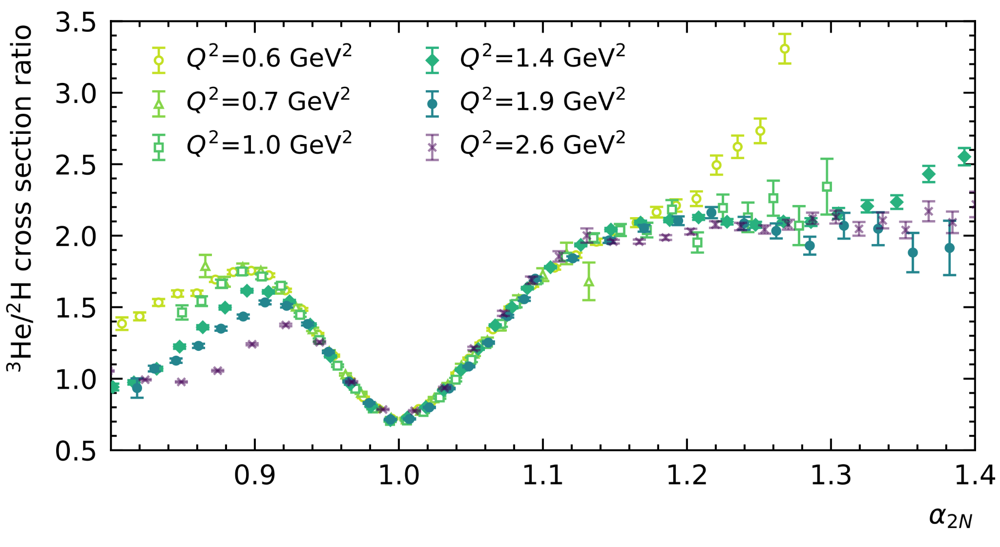 ³He/²H cross section ratio
3.5
3.0
2.5
2.0
1.5
1.0
0.5
Q²=0.6 GeV²
Q²=0.7 GeV²
Q²=1.0 GeV²
Q²=1.4 GeV²
Q²=1.9 GeV²
Q²=2.6 GeV²
0.9 1.0 1.1 1.2 1.3 1.4
α2N